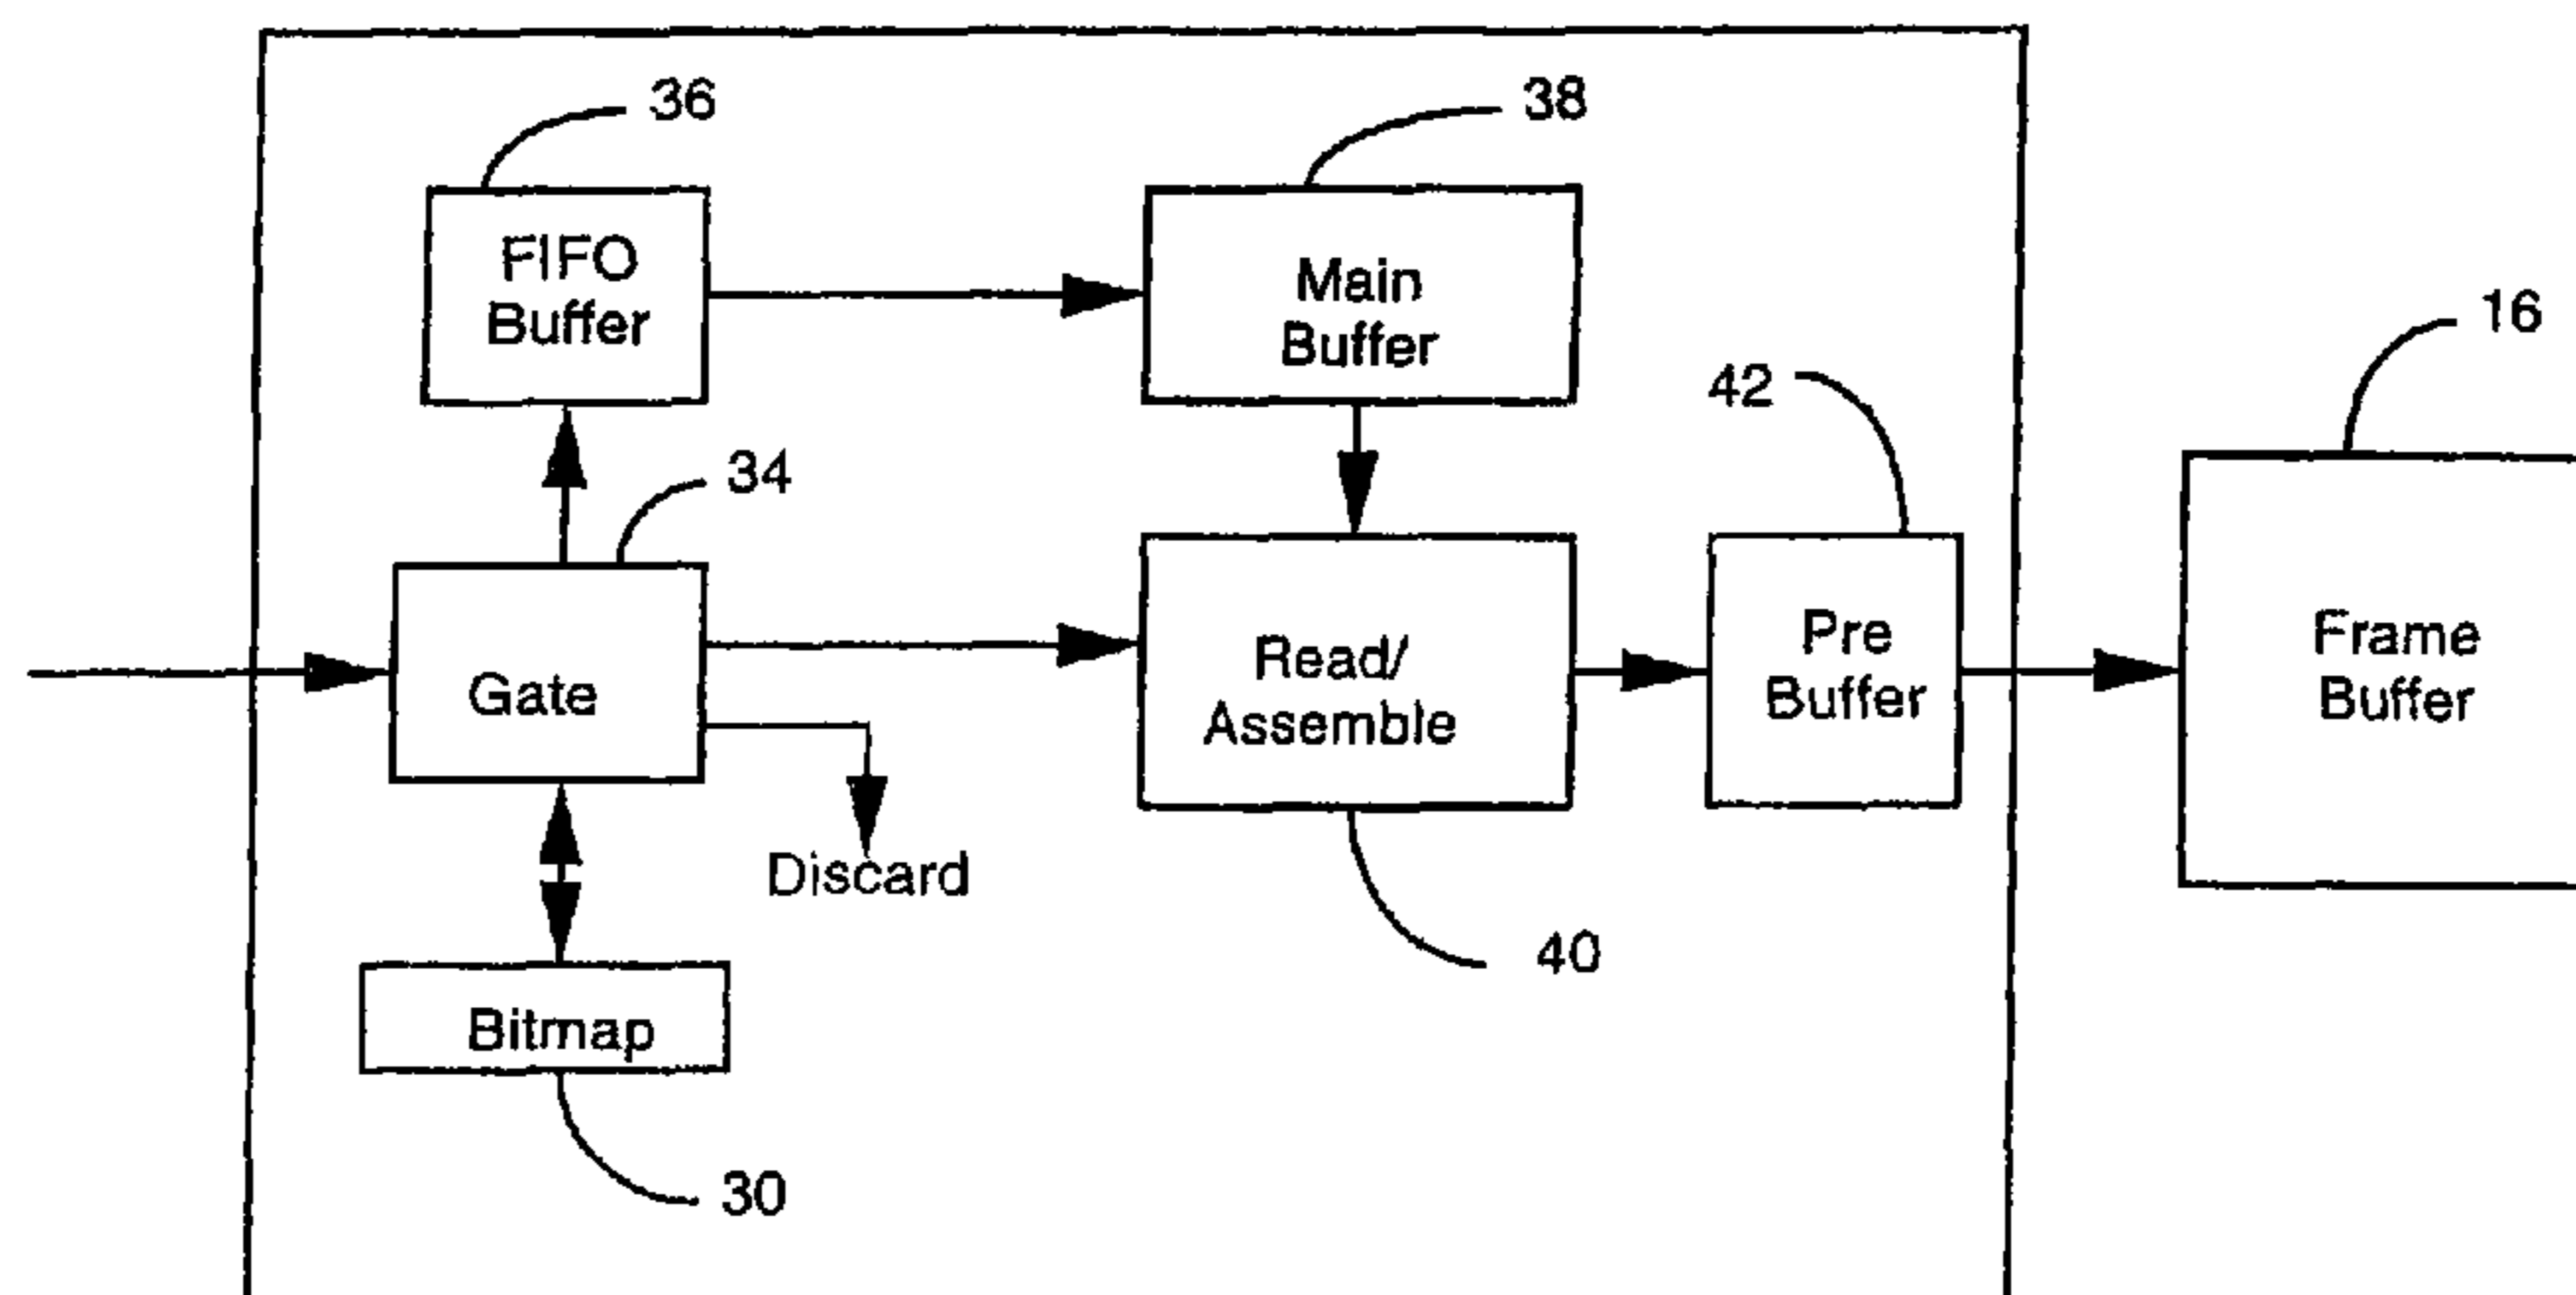 36
38
FIFO
Buffer
Main
Buffer
16
42
34
Gate
Read/
Assemble
Pre
Buffer
Frame
Buffer
Discard
40
Bitmap
30